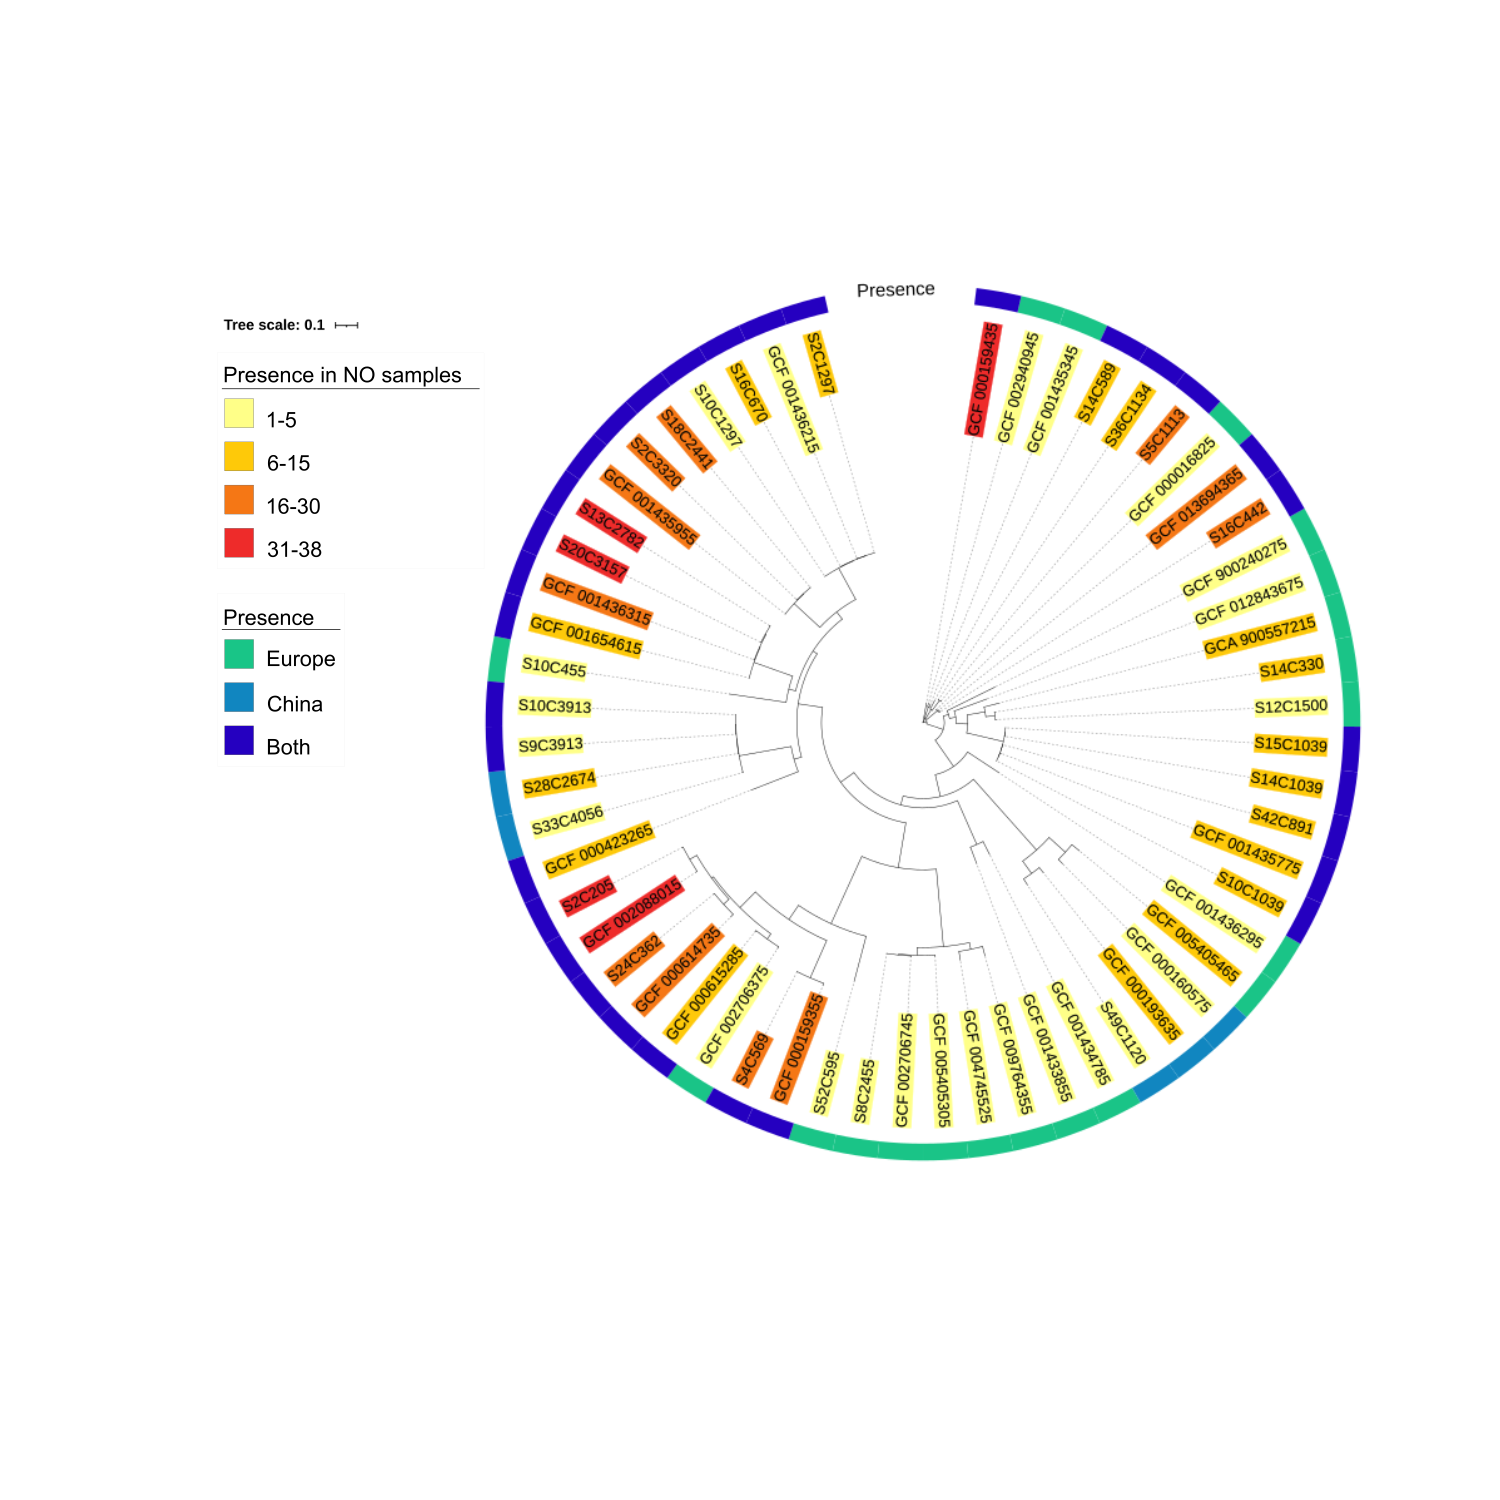 Presence
Tree scale: 0.1
Presence in NO samples
1-5
6-15
16-30
31-38
Presence
Europe
China
Both
GCF 000159435
GCF 002940945
GCF 001435345
S14C589
S36C1134
S5C1113
GCF 000016825
GCF 013694365
S16C442
GCF 900240275
GCF 012843675
GCA 900557215
S14C330
S12C1500
S15C1039
S14C1039
S42C891
GCF 001435775
S10C1039
GCF 001436295
GCF 005405465
GCF 000160575
GCF 000193635
S49C1120
GCF 001434785
GCF 001433855
GCF 009764355
GCF 004745525
GCF 005405305
GCF 002706745
S8C2455
S52C595
GCF 000159355
S4C569
GCF 002706375
GCF 000615285
GCF 000614735
S24C362
GCF 002088015
S2C205
GCF 000423265
S33C4056
S28C2674
S9C3913
S10C3913
S10C455
GCF 001654615
GCF 001436315
S20C3157
S13C2782
GCF 001435955
S2C3320
S18C2441
S10C1297
S16C670
GCF 001436215
S2C1297